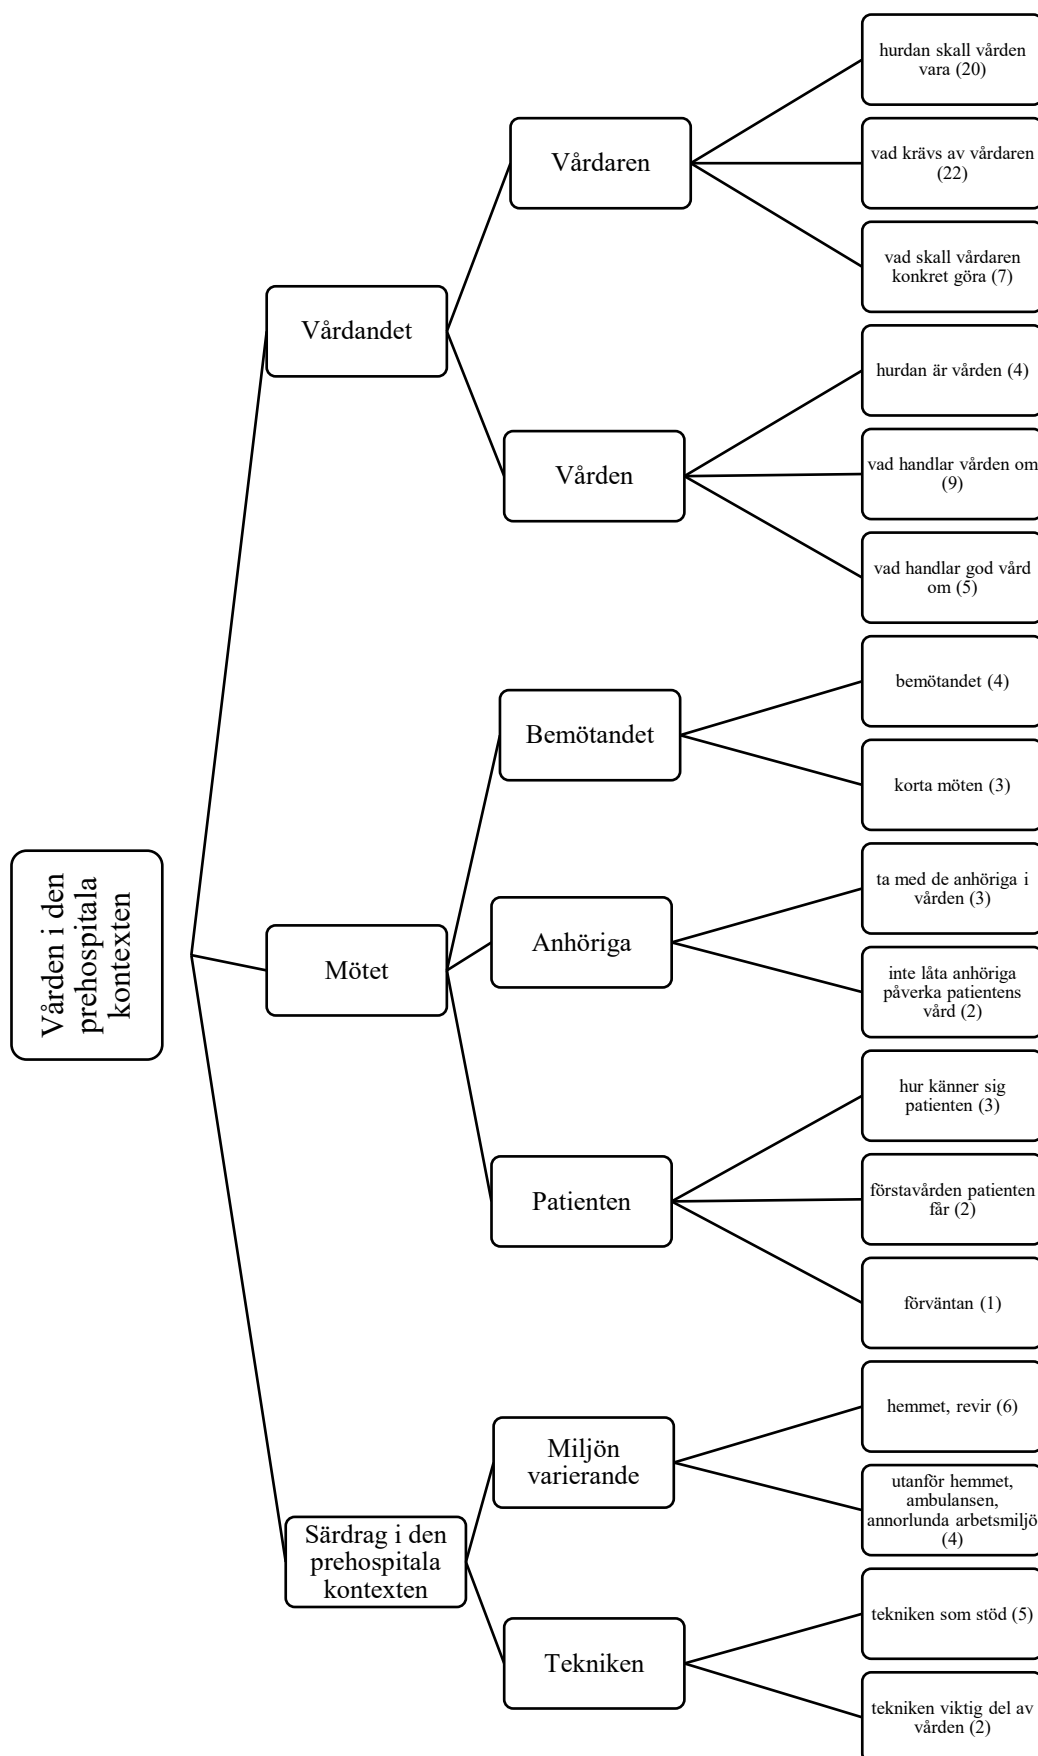 Vården i den
prehospitala
kontexten
Vårdandet
Vårdaren
hurdan skall vården
vara (20)
vad krävs av vårdaren
(22)
vad skall vårdaren
konkret göra (7)
Vården
hurdan är vården (4)
vad handlar vården om
(9)
vad handlar god vård
om (5)
Mötet
Bemötandet
bemötandet (4)
korta möten (3)
Anhöriga
ta med de anhöriga i
vården (3)
inte låta anhöriga
påverka patientens
vård (2)
Patienten
hur känner sig
patienten (3)
förstavården patienten
får (2)
förväntan (1)
Särdrag i den
prehospitala
kontexten
Miljön
varierande
hemmet, revir (6)
utanför hemmet,
ambulansen,
annorlunda arbetsmiljö
(4)
Tekniken
tekniken som stöd (5)
tekniken viktig del av
vården (2)